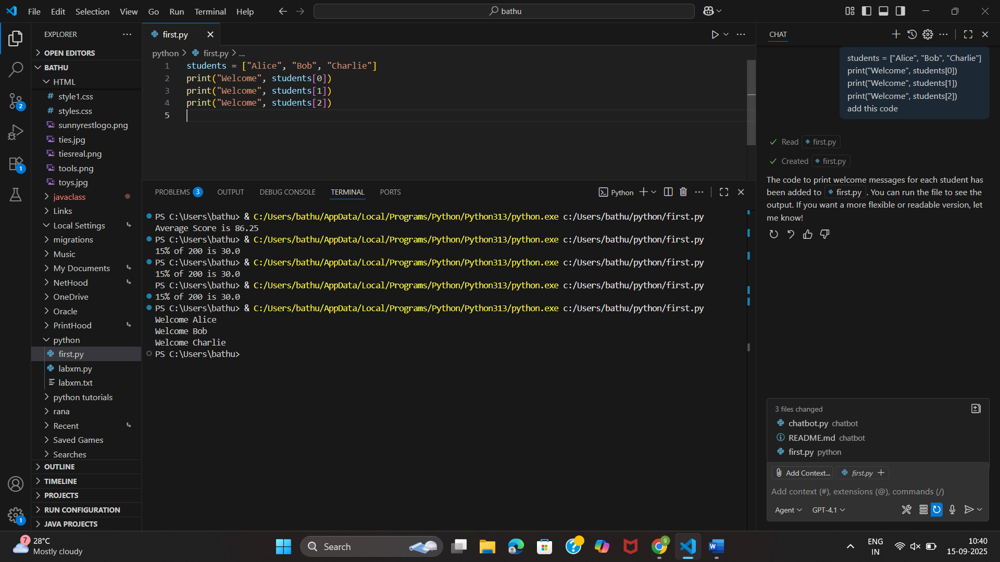 File Edit Selection View Go Run Terminal Help
bathu
EXPLORER
OPEN EDITORS
BATHU
HTML
style1.css
styles.css
sunnyrestlogo.png
ties.jpg
tiesreal.png
tools.png
toys.jpg
javaclass
Links
Local Settings
migrations
Music
My Documents
NetHood
OneDrive
Oracle
PrintHood
python
first.py
labxm.py
labxm.txt
python tutorials
rana
Recent
Saved Games
Searches
OUTLINE
TIMELINE
PROJECTS
RUN CONFIGURATION
JAVA PROJECTS
2
1
1
first.py
python > first.py > ...
1 students = ["Alice", "Bob", "Charlie"]
2 print("Welcome", students[0])
3 print("Welcome", students[1])
4 print("Welcome", students[2])
5
PROBLEMS 3 OUTPUT DEBUG CONSOLE TERMINAL PORTS
Python
PS C:\Users\bathu> & C:/Users/bathu/AppData/Local/Programs/Python/Python313/python.exe c:/Users/bathu/python/first.py
Average Score is 86.25
PS C:\Users\bathu> & C:/Users/bathu/AppData/Local/Programs/Python/Python313/python.exe c:/Users/bathu/python/first.py
15% of 200 is 30.0
PS C:\Users\bathu> & C:/Users/bathu/AppData/Local/Programs/Python/Python313/python.exe c:/Users/bathu/python/first.py
15% of 200 is 30.0
PS C:\Users\bathu> & C:/Users/bathu/AppData/Local/Programs/Python/Python313/python.exe c:/Users/bathu/python/first.py
15% of 200 is 30.0
PS C:\Users\bathu> & C:/Users/bathu/AppData/Local/Programs/Python/Python313/python.exe c:/Users/bathu/python/first.py
Welcome Alice
Welcome Bob
Welcome Charlie
PS C:\Users\bathu>
CHAT
students = ["Alice", "Bob", "Charlie"]
print("Welcome", students[0])
print("Welcome", students[1])
print("Welcome", students[2])
add this code
Read first.py
Created first.py
The code to print welcome messages for each student has
been added to first.py . You can run the file to see the
output. If you want a more flexible or readable version, let
me know!
3 files changed
chatbot.py chatbot
README.md chatbot
first.py python
Add Context... first.py
Add context (#), extensions (@), commands (/)
Agent GPT-4.1
7
28°C
Mostly cloudy
Search
9
ENG
IN
10:40
15-09-2025